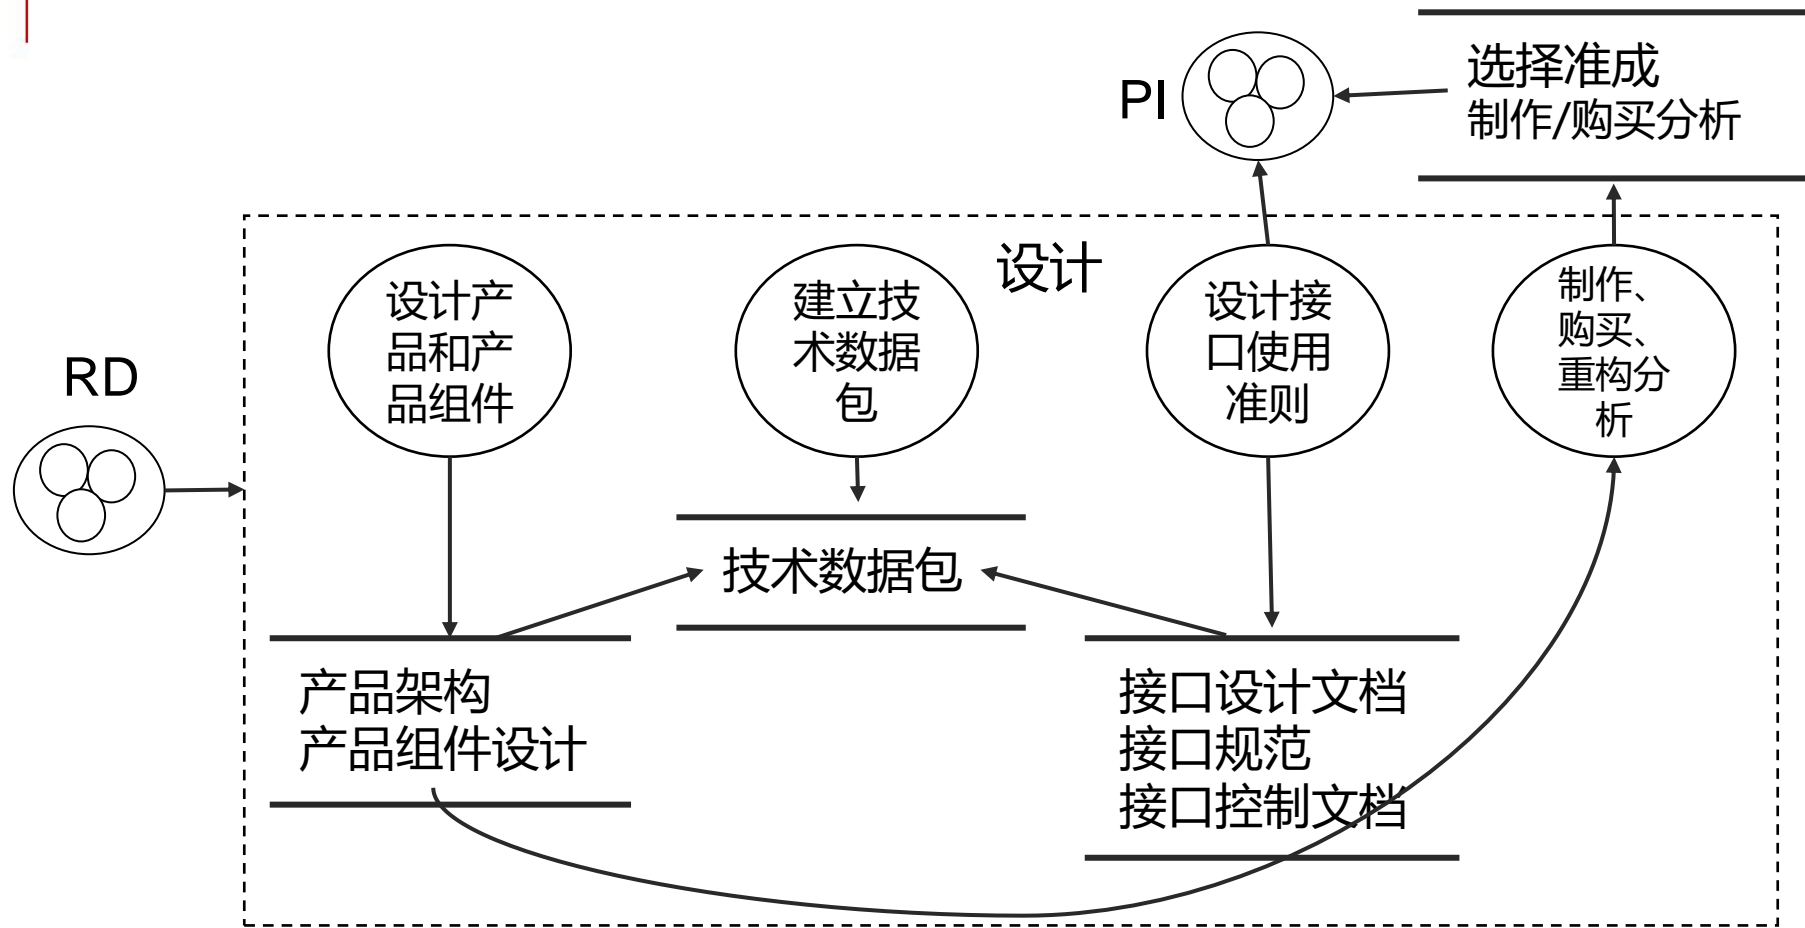 PI
选择准成
制作/购买分析
设计
设计产
品和产
品组件
建立技
术数据
包
设计接
口使用
准则
制作、
购买、
重构分
析
RD
技术数据包
产品架构
产品组件设计
接口设计文档
接口规范
接口控制文档